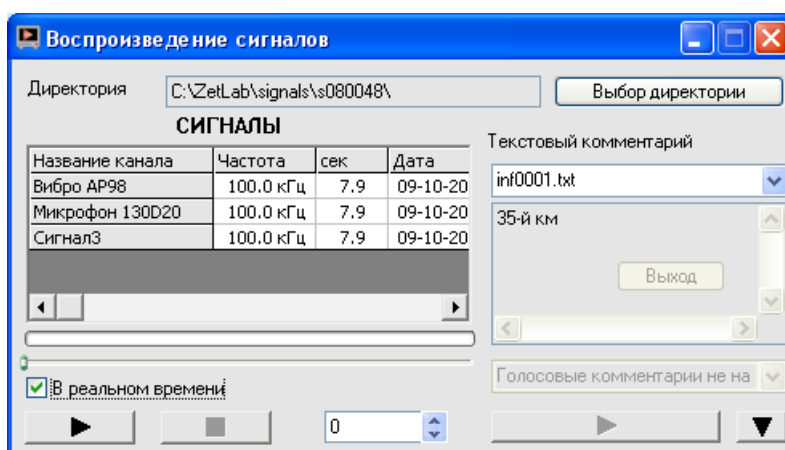 Воспроизведение сигналов
Директория C:\ZetLab\signals\s080048\ Выбор директории
СИГНАЛЫ
Название канала Частота сек Дата
Вибро AP98 100.0 кГц 7.9 09-10-20
Микрофон 130D20 100.0 кГц 7.9 09-10-20
Сигнал3 100.0 кГц 7.9 09-10-20
Текстовый комментарий
inf0001.txt
35-й км
Выход
Голосовые комментарии не на
В реальном времени
0